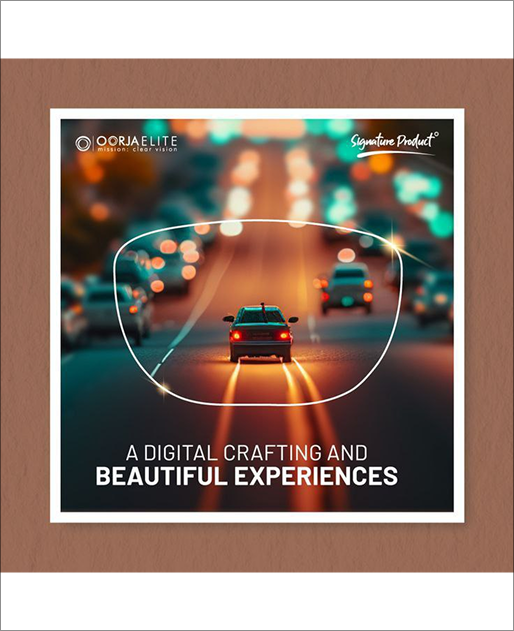 OORJAELITE
mission: clear vision
Signature Product
A DIGITAL CRAFTING AND
BEAUTIFUL EXPERIENCES